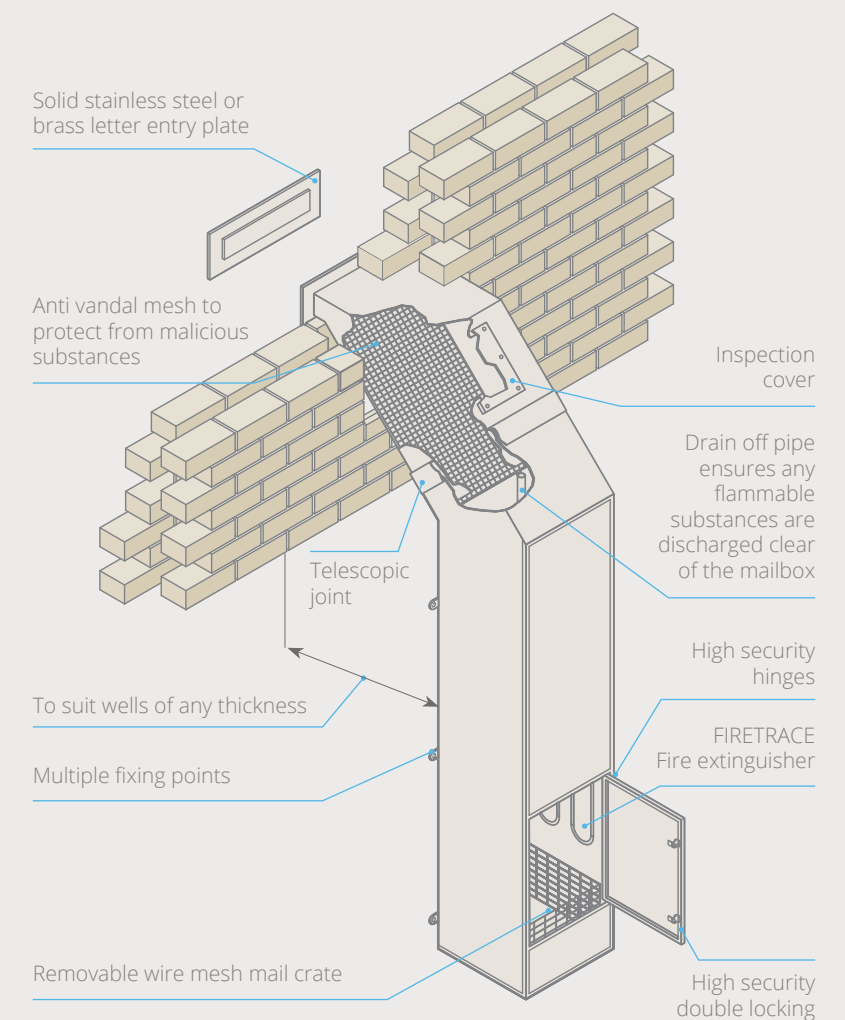 Solid stainless steel or
brass letter entry plate
Anti vandal mesh to
protect from malicious
substances
Inspection
cover
Drain off pipe
ensures any
flammable
substances are
discharged clear
of the mailbox
Telescopic
joint
High security
hinges
To suit wells of any thickness
FIRETRACE
Fire extinguisher
Multiple fixing points
Removable wire mesh mail crate
High security
double locking